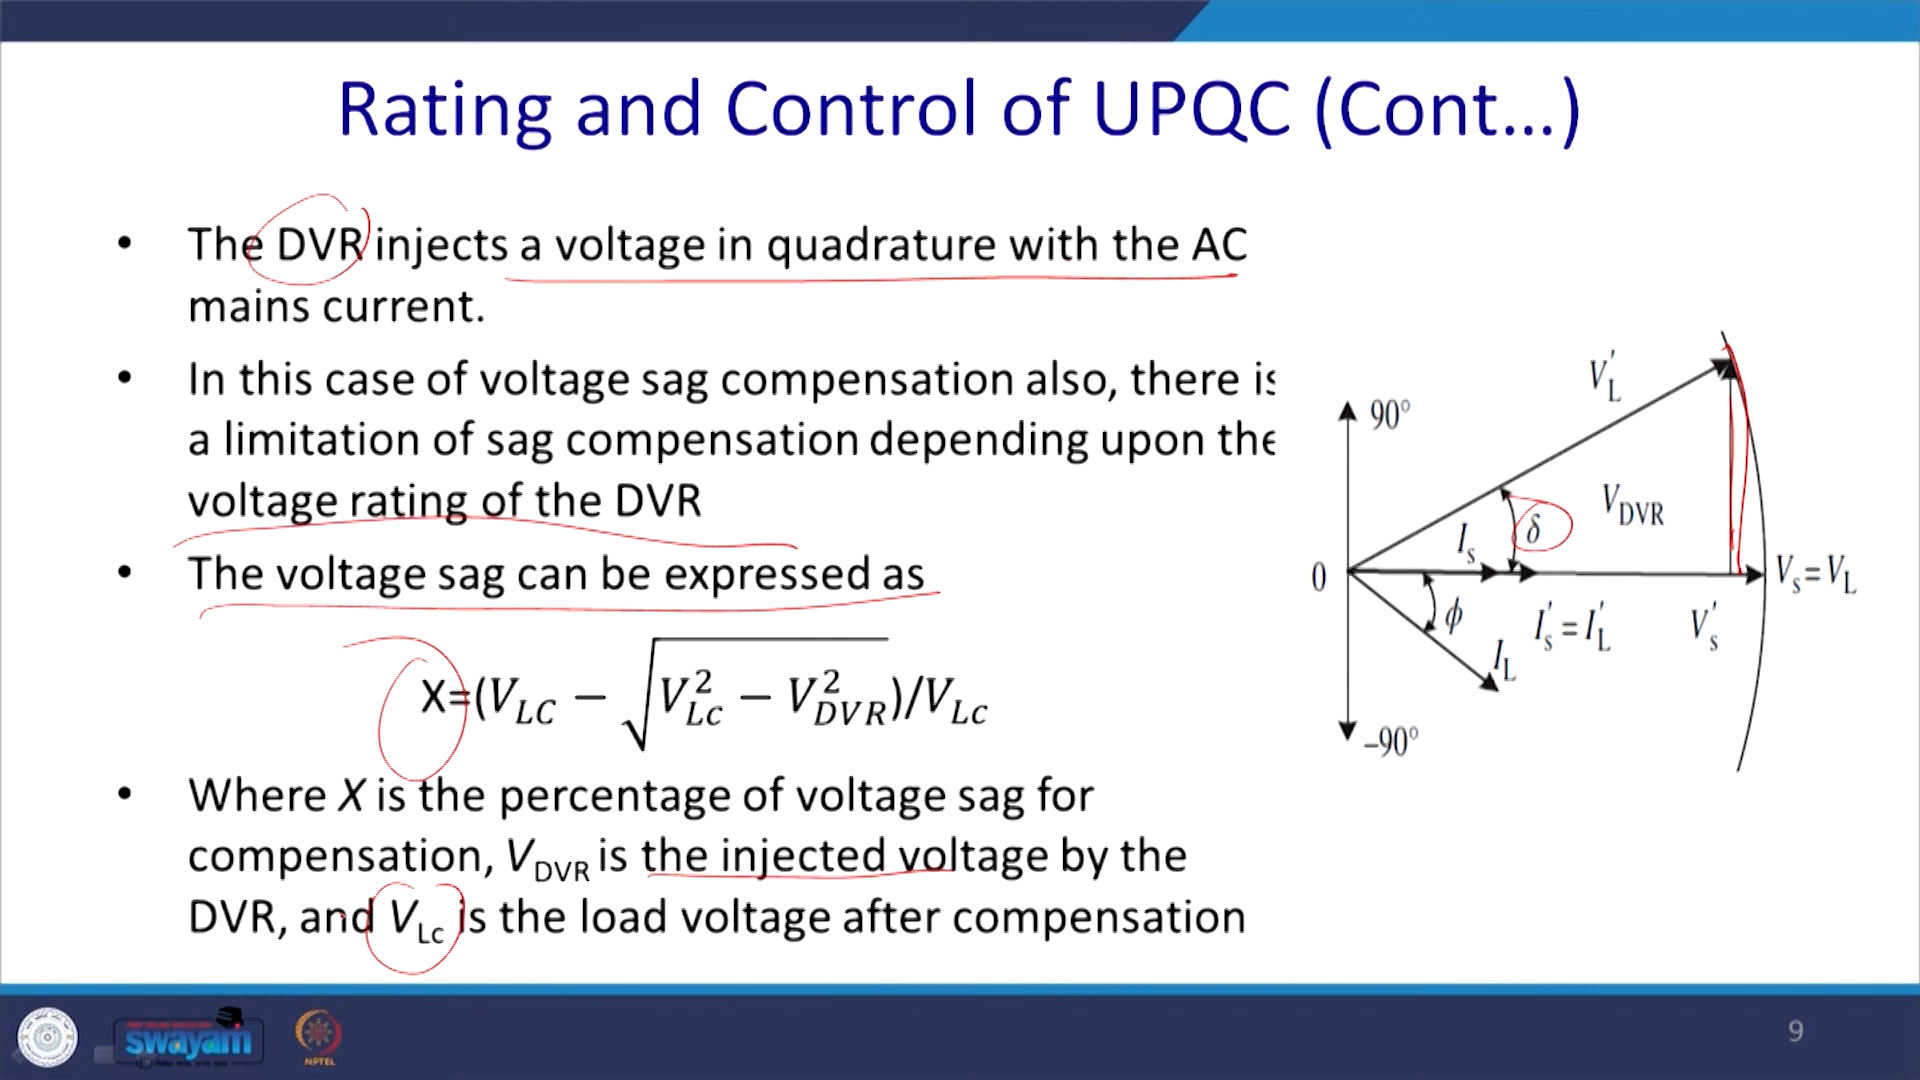 Rating and Control of UPQC (Cont...)
• The DVR injects a voltage in quadrature with the AC
mains current.
• In this case of voltage sag compensation also, there is
a limitation of sag compensation depending upon the
voltage rating of the DVR
• The voltage sag can be expressed as
X=(V_LC − √(V_Lc^2 − V_DVR^2))/V_Lc
• Where X is the percentage of voltage sag for
compensation, V_DVR is the injected voltage by the
DVR, and V_Lc is the load voltage after compensation
V'_L
90°
V_DVR
δ
I_s
0
V_s=V_L
ϕ
I'_s=I'_L
V'_s
I_L
–90°
swayam
NPTEL
9